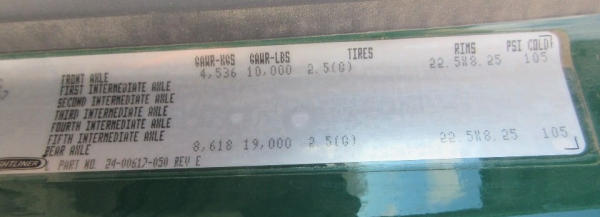 GAWR-KGS GAWR-LBS TIRES RIMS PSI COLD
FRONT AXLE 4,536 10,000 2.5(G) 22.5X8.25 105
FIRST INTERMEDIATE AXLE
SECOND INTERMEDIATE AXLE
THIRD INTERMEDIATE AXLE
FOURTH INTERMEDIATE AXLE
FIFTH INTERMEDIATE AXLE
REAR AXLE 8,618 19,000 2.5(G) 22.5X8.25 105
GHTLINER PART NO. 24-00617-050 REV E